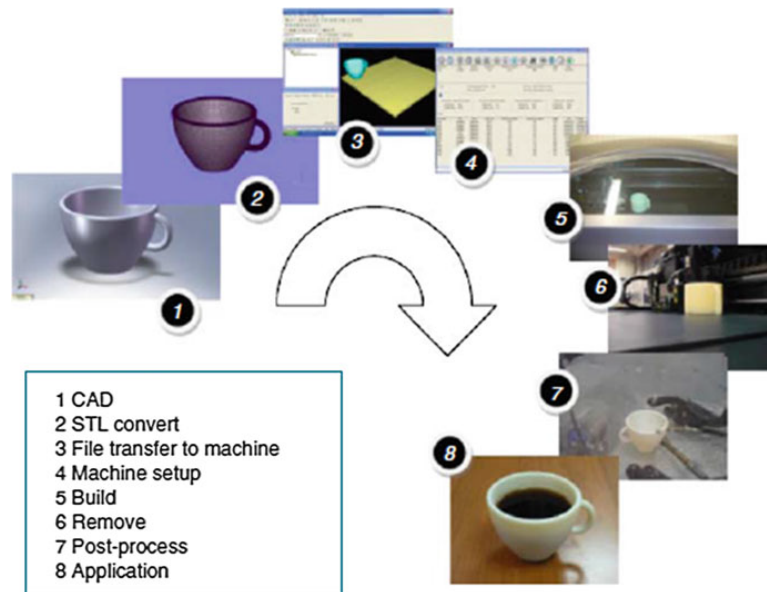 1
2
3
4
5
6
7
8
1 CAD
2 STL convert
3 File transfer to machine
4 Machine setup
5 Build
6 Remove
7 Post-process
8 Application